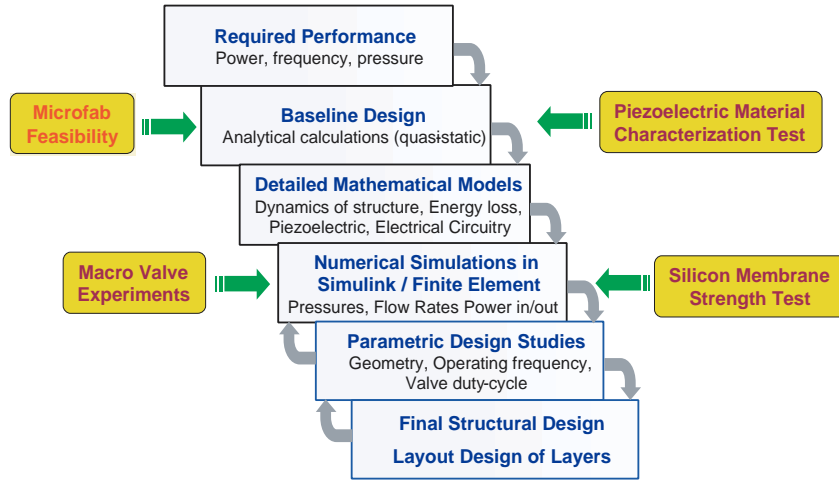 Required Performance
Power, frequency, pressure
Microfab
Feasibility
Baseline Design
Analytical calculations (quasi-static)
Piezoelectric Material
Characterization Test
Detailed Mathematical Models
Dynamics of structure, Energy loss,
Piezoelectric, Electrical Circuitry
Macro Valve
Experiments
Numerical Simulations in
Simulink / Finite Element
Pressures, Flow Rates Power in/out
Silicon Membrane
Strength Test
Parametric Design Studies
Geometry, Operating frequency,
Valve duty-cycle
Final Structural Design
Layout Design of Layers